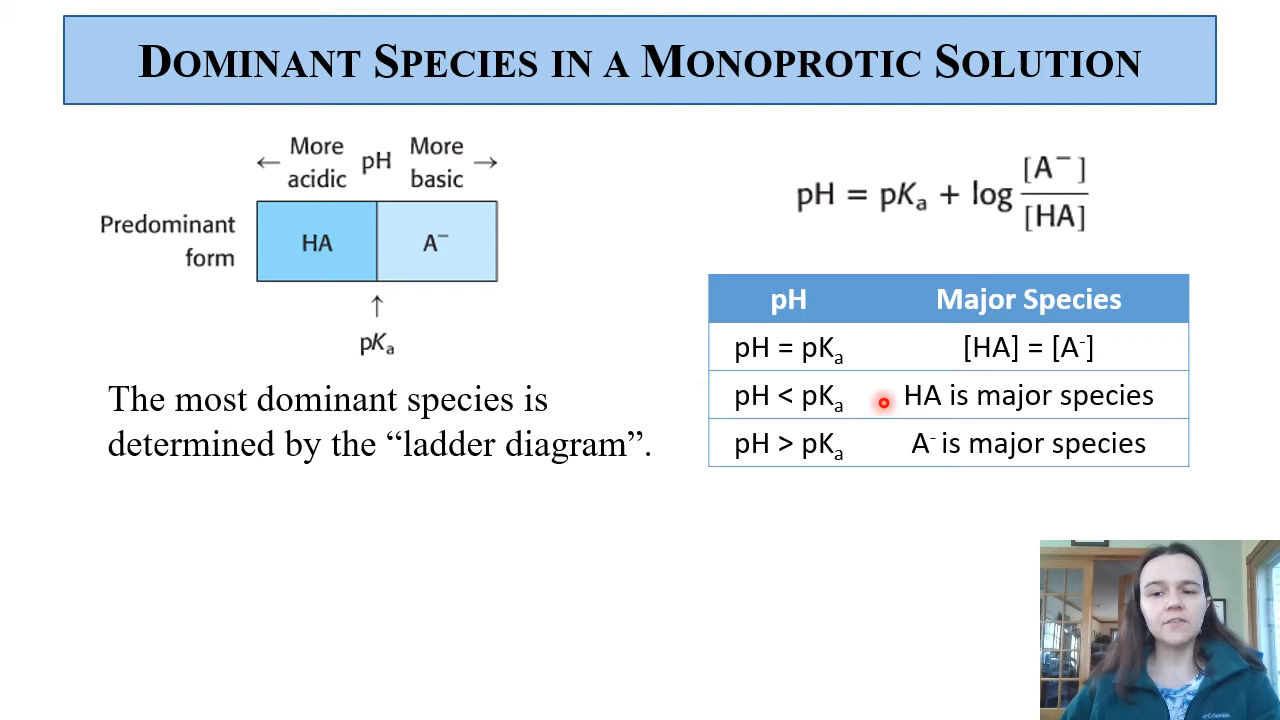 DOMINANT SPECIES IN A MONOPROTIC SOLUTION
← More acidic pH More basic →
Predominant form
HA A⁻
↑
pKₐ
The most dominant species is
determined by the “ladder diagram”.
pH = pKₐ + log [A⁻]/[HA]
pH Major Species
pH = pKₐ [HA] = [A⁻]
pH < pKₐ HA is major species
pH > pKₐ A⁻ is major species
Columbia